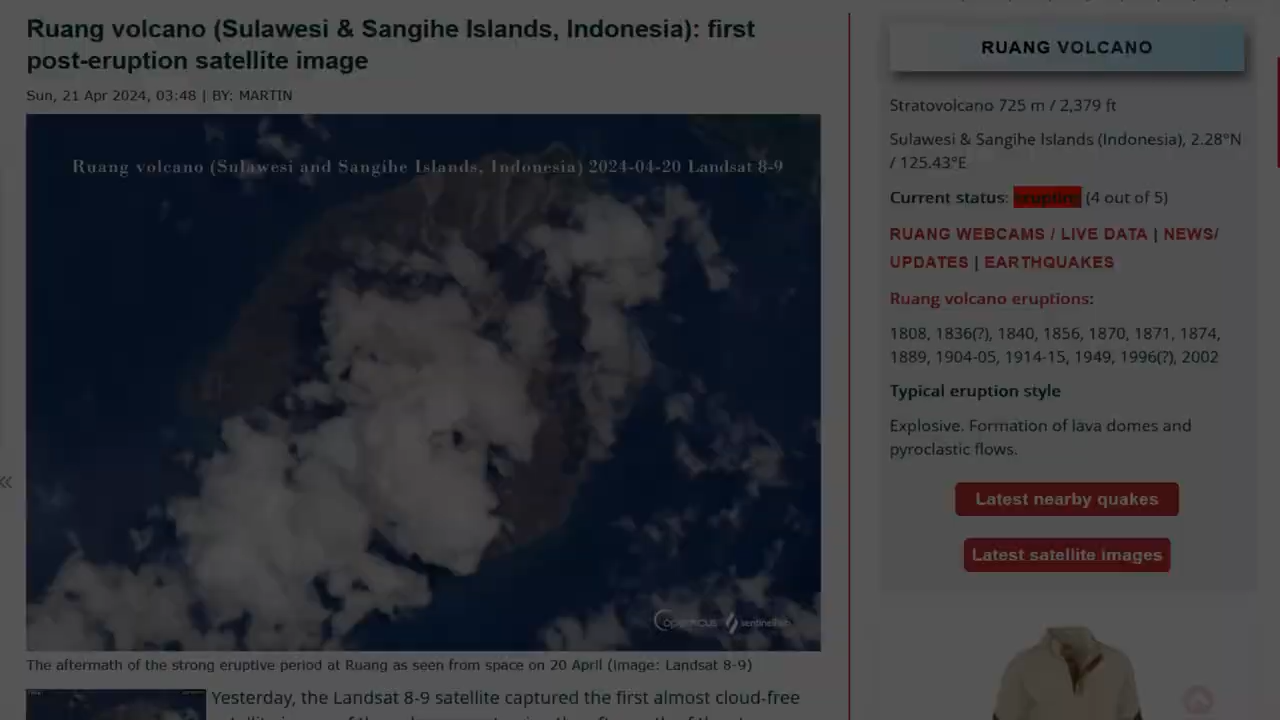 Ruang volcano (Sulawesi & Sangihe Islands, Indonesia): first
post-eruption satellite image
Sun, 21 Apr 2024, 03:48 | BY: MARTIN
Ruang volcano (Sulawesi and Sangihe Islands, Indonesia) 2024-04-20 Landsat 8-9
The aftermath of the strong eruptive period at Ruang as seen from space on 20 April (image: Landsat 8-9)
Yesterday, the Landsat 8-9 satellite captured the first almost cloud-free
RUANG VOLCANO
Stratovolcano 725 m / 2,379 ft
Sulawesi & Sangihe Islands (Indonesia), 2.28°N
/ 125.43°E
Current status: (4 out of 5)
RUANG WEBCAMS / LIVE DATA | NEWS/
UPDATES | EARTHQUAKES
Ruang volcano eruptions:
1808, 1836(?), 1840, 1856, 1870, 1871, 1874,
1889, 1904-05, 1914-15, 1949, 1996(?), 2002
Typical eruption style
Explosive. Formation of lava domes and
pyroclastic flows.
Latest nearby quakes
Latest satellite images